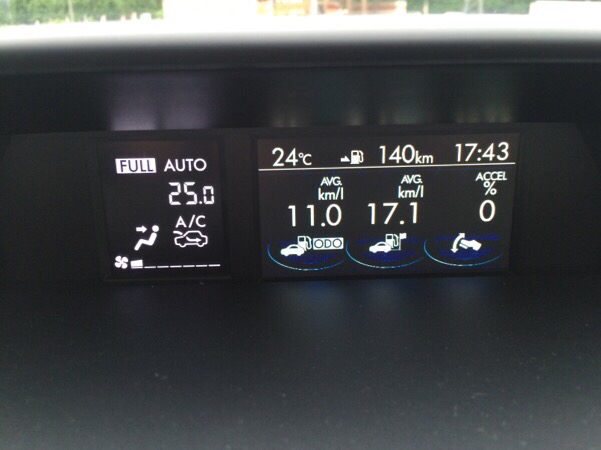 FULL AUTO
25.0
A/C
24°C 140km 17:43
AVG. km/l 11.0 ODO
AVG. km/l 17.1
ACCEL % 0